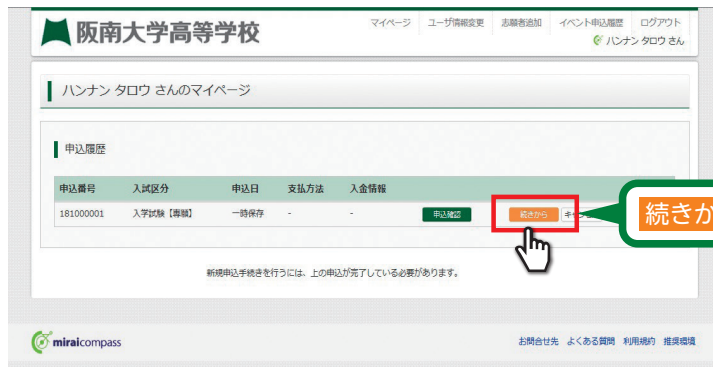 阪南大学高等学校
マイページ ユーザ情報変更 志願者追加 イベント申込履歴 ログアウト
ハンナン タロウ さん
ハンナン タロウ さんのマイページ
申込履歴
申込番号 入試区分 申込日 支払方法 入金情報
181000001 入学試験【専願】 一時保存 - - 申込確認 続きから
続きか
新規申込手続きを行うには、上の申込が完了している必要があります。
miraicompass
お問合せ先 よくある質問 利用規約 推奨環境